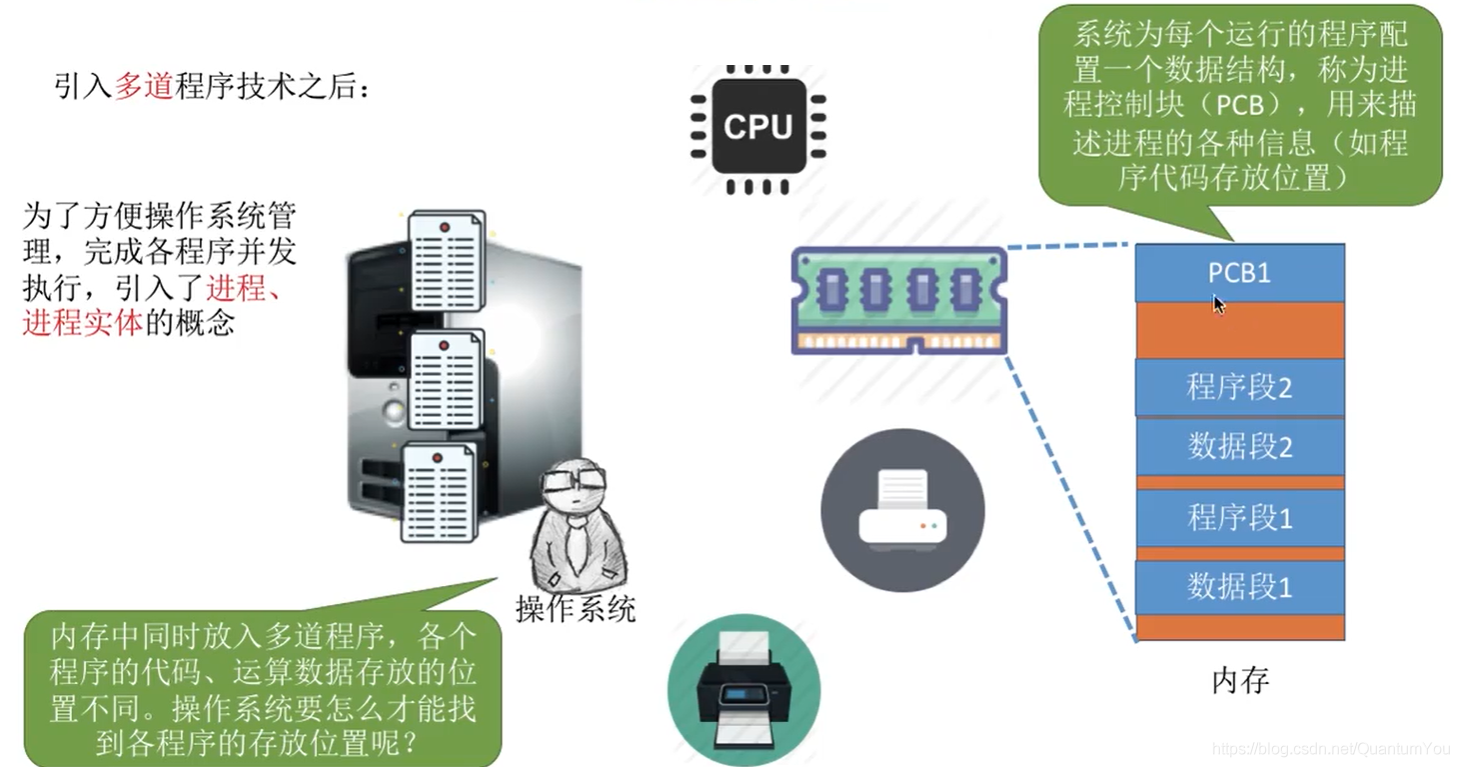 引入多道程序技术之后：
CPU
系统为每个运行的程序配
置一个数据结构，称为进
程控制块（PCB），用来描
述进程的各种信息（如程
序代码存放位置）
为了方便操作系统管
理，完成各程序并发
执行，引入了进程、
进程实体的概念
PCB1
程序段2
数据段2
程序段1
数据段1
内存
操作系统
内存中同时放入多道程序，各个
程序的代码、运算数据存放的位
置不同。操作系统要怎么才能找
到各程序的存放位置呢？
https://blog.csdn.net/QuantumYou